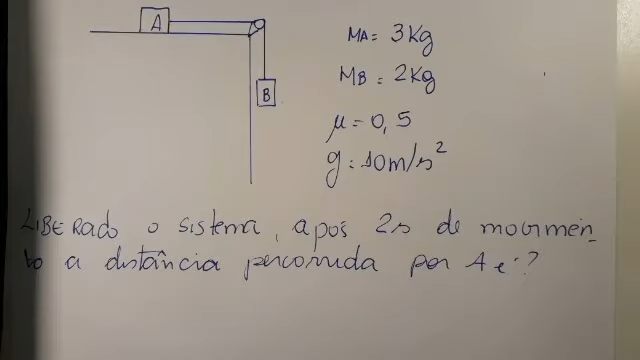 A
B
MA = 3Kg
MB = 2Kg
μ = 0,5
g = 10m/s²
LIBERADO o sistema, após 2s de movimen-
to a distância percorrida por A é?